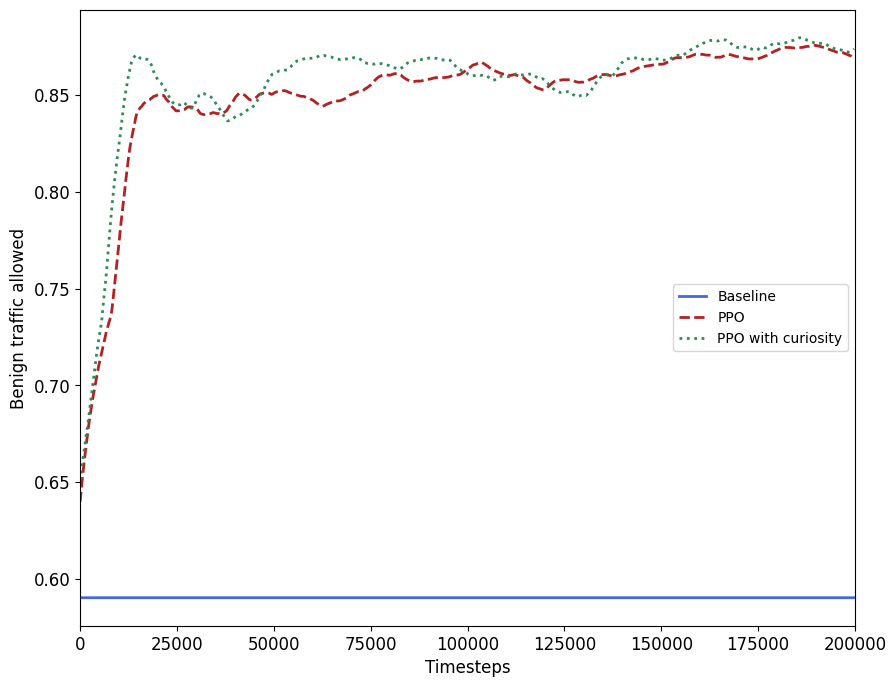 Benign traffic allowed
0.85
0.80
0.75
0.70
0.65
0.60
Baseline
PPO
PPO with curiosity
0 25000 50000 75000 100000 125000 150000 175000 200000
Timesteps